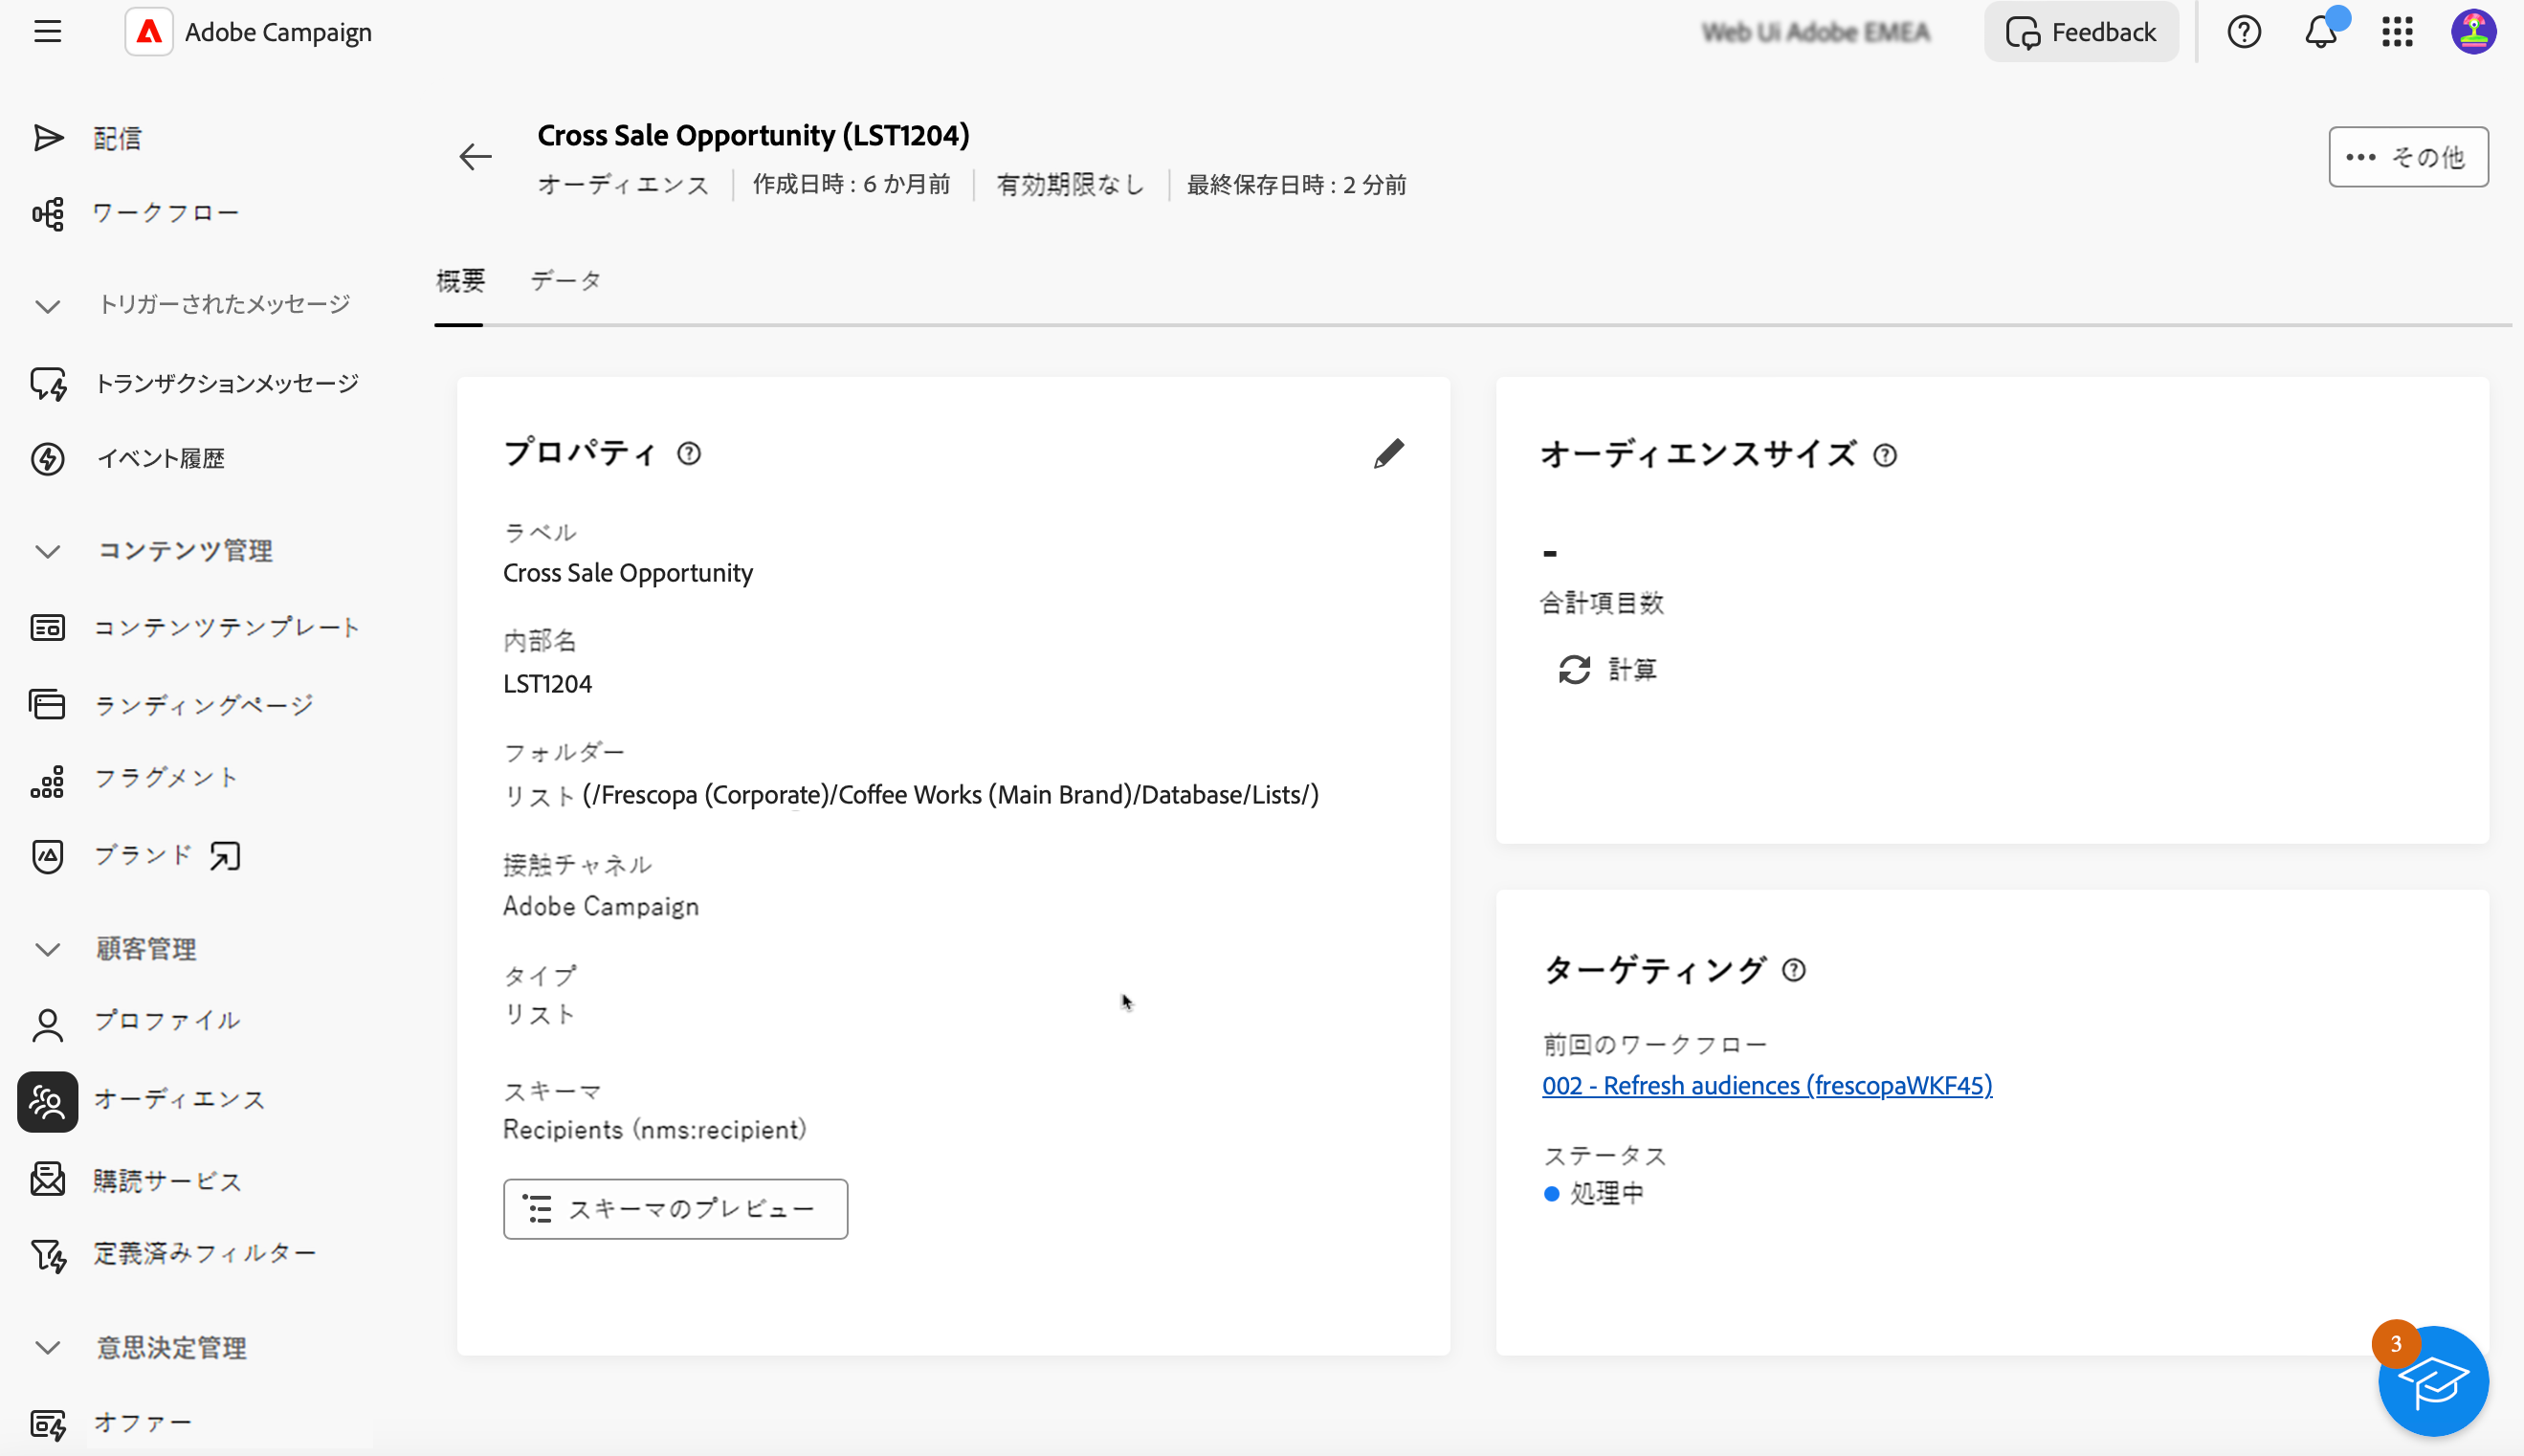 Adobe Campaign
Web Ui Adobe EMEA
Feedback
配信
ワークフロー
トリガーされたメッセージ
トランザクションメッセージ
イベント履歴
コンテンツ管理
コンテンツテンプレート
ランディングページ
フラグメント
ブランド
顧客管理
プロファイル
オーディエンス
購読サービス
定義済みフィルター
意思決定管理
オファー
Cross Sale Opportunity (LST1204)
オーディエンス
作成日時 : 6 か月前
有効期限なし
最終保存日時 : 2 分前
その他
概要
データ
プロパティ
ラベル
Cross Sale Opportunity
内部名
LST1204
フォルダー
リスト (/Frescopa (Corporate)/Coffee Works (Main Brand)/Database/Lists/)
接触チャネル
Adobe Campaign
タイプ
リスト
スキーマ
Recipients (nms:recipient)
スキーマのプレビュー
オーディエンスサイズ
-
合計項目数
計算
ターゲティング
前回のワークフロー
002 - Refresh audiences (frescopaWKF45)
ステータス
処理中
3